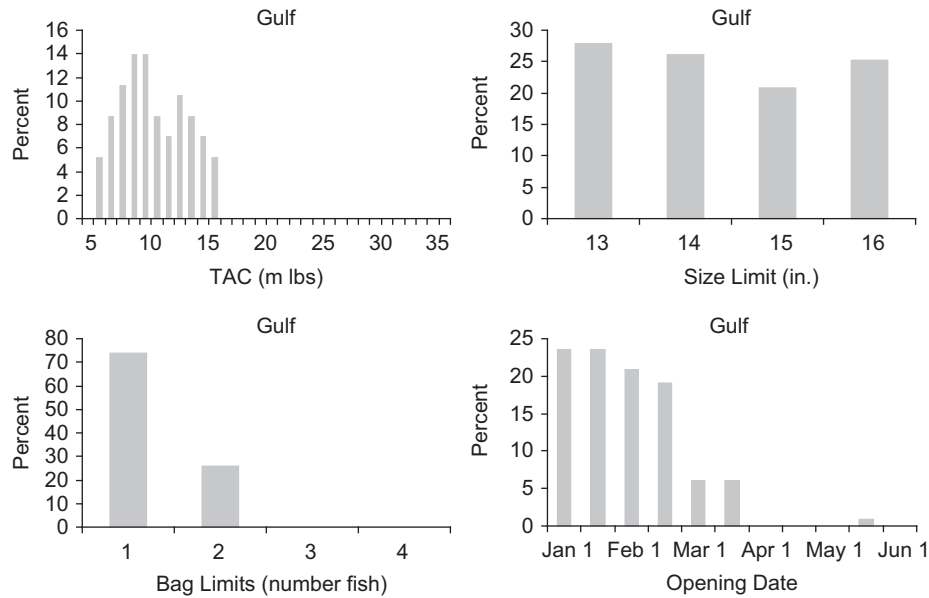 Gulf
Percent
16
14
12
10
8
6
4
2
0
5 10 15 20 25 30 35
TAC (m lbs)
Gulf
Percent
30
25
20
15
10
5
0
13 14 15 16
Size Limit (in.)
Gulf
Percent
80
70
60
50
40
30
20
10
0
1 2 3 4
Bag Limits (number fish)
Gulf
Percent
25
20
15
10
5
0
Jan 1 Feb 1 Mar 1 Apr 1 May 1 Jun 1
Opening Date